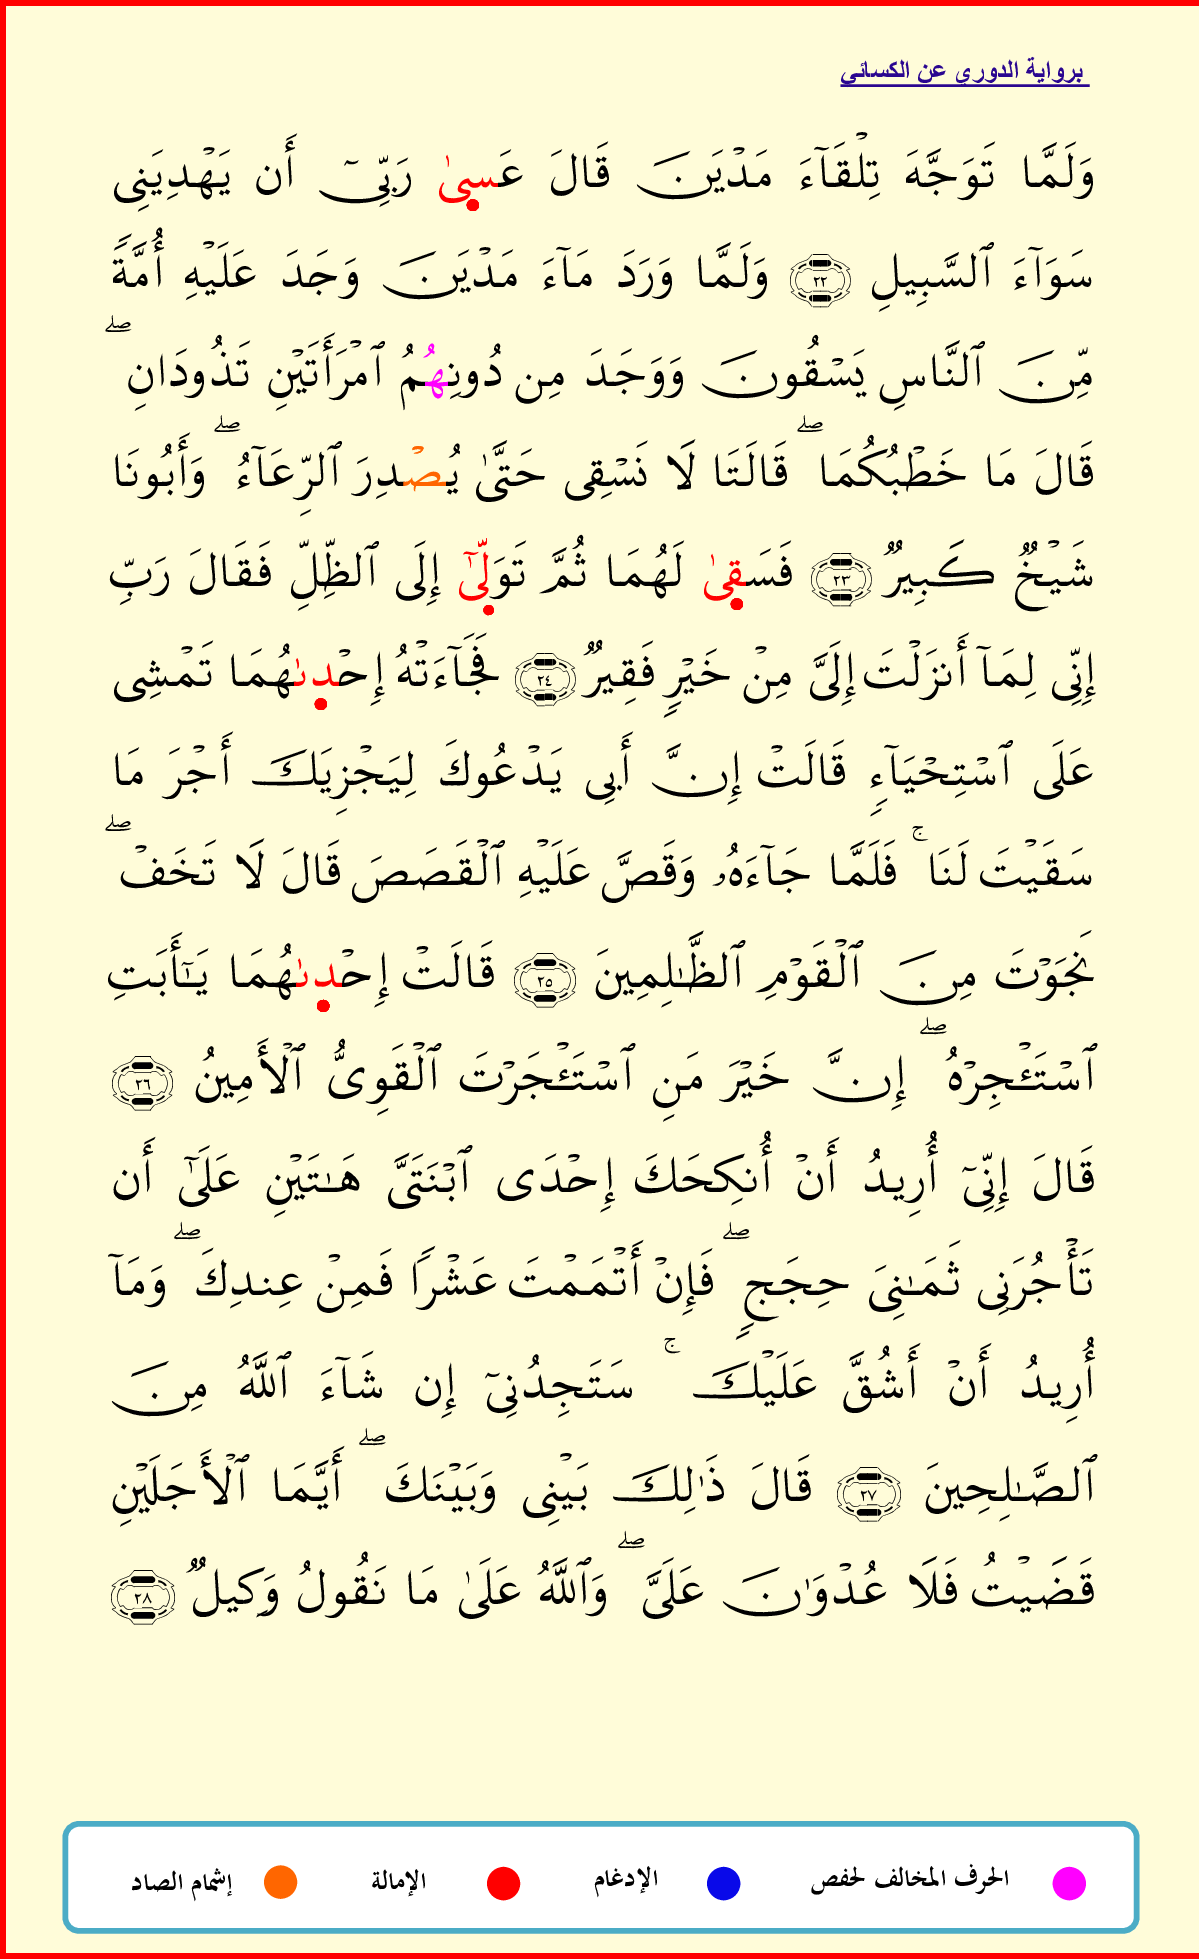 برواية الدوري عن الكسائي
وَلَمَّا تَوَجَّهَ تِلْقَآءَ مَدْيَنَ قَالَ عَسىٰ رَبِّىٓ أَن يَهْدِيَنِى
سَوَآءَ ٱلسَّبِيلِ ٢٢ وَلَمَّا وَرَدَ مَآءَ مَدْيَنَ وَجَدَ عَلَيْهِ أُمَّةً
مِّنَ ٱلنَّاسِ يَسْقُونَ وَوَجَدَ مِن دُونِهُمُ ٱمْرَأَتَيْنِ تَذُودَانِ ۖ
قَالَ مَا خَطْبُكُمَا ۖ قَالَتَا لَا نَسْقِى حَتَّىٰ يُصْدِرَ ٱلرِّعَآءُ ۖ وَأَبُونَا
شَيْخٌ كَبِيرٌ ٢٣ فَسَقىٰ لَهُمَا ثُمَّ تَوَلّىٰٓ إِلَى ٱلظِّلِّ فَقَالَ رَبِّ
إِنِّى لِمَآ أَنزَلْتَ إِلَىَّ مِنْ خَيْرٍ فَقِيرٌ ٢٤ فَجَآءَتْهُ إِحْدىٰهُمَا تَمْشِى
عَلَى ٱسْتِحْيَآءٍ قَالَتْ إِنَّ أَبِى يَدْعُوكَ لِيَجْزِيَكَ أَجْرَ مَا
سَقَيْتَ لَنَا ۚ فَلَمَّا جَآءَهُۥ وَقَصَّ عَلَيْهِ ٱلْقَصَصَ قَالَ لَا تَخَفْ ۖ
نَجَوْتَ مِنَ ٱلْقَوْمِ ٱلظَّـٰلِمِينَ ٢٥ قَالَتْ إِحْدىٰهُمَا يَـٰٓأَبَتِ
ٱسْتَـْٔجِرْهُ ۖ إِنَّ خَيْرَ مَنِ ٱسْتَـْٔجَرْتَ ٱلْقَوِىُّ ٱلْأَمِينُ ٢٦
قَالَ إِنِّىٓ أُرِيدُ أَنْ أُنكِحَكَ إِحْدَى ٱبْنَتَىَّ هَـٰتَيْنِ عَلَىٰٓ أَن
تَأْجُرَنِى ثَمَـٰنِىَ حِجَجٍ ۖ فَإِنْ أَتْمَمْتَ عَشْرًا فَمِنْ عِندِكَ ۖ وَمَآ
أُرِيدُ أَنْ أَشُقَّ عَلَيْكَ ۚ سَتَجِدُنِىٓ إِن شَآءَ ٱللَّهُ مِنَ
ٱلصَّـٰلِحِينَ ٢٧ قَالَ ذَٰلِكَ بَيْنِى وَبَيْنَكَ ۖ أَيَّمَا ٱلْأَجَلَيْنِ
قَضَيْتُ فَلَا عُدْوَٰنَ عَلَىَّ ۖ وَٱللَّهُ عَلَىٰ مَا نَقُولُ وَكِيلٌ ٢٨
الحرف المخالف لحفص الإدغام الإمالة إشمام الصاد